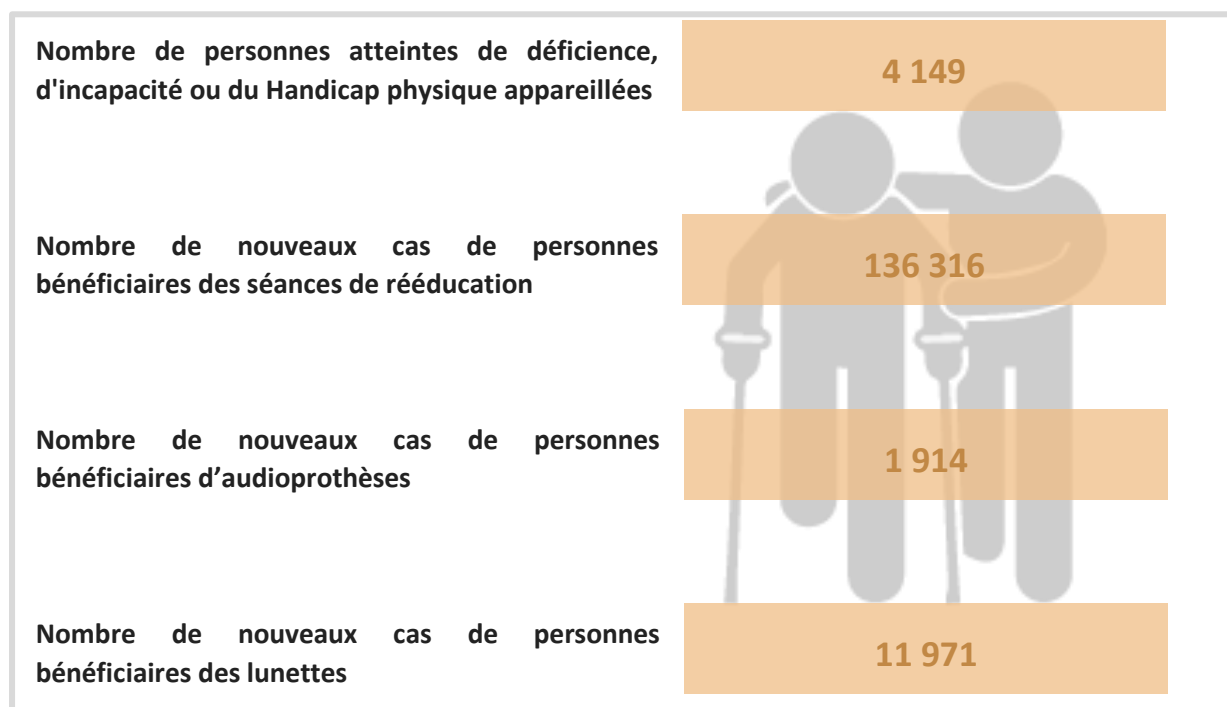 Nombre de personnes atteintes de déficience,
d'incapacité ou du Handicap physique appareillées
4 149
Nombre de nouveaux cas de personnes
bénéficiaires des séances de rééducation
136 316
Nombre de nouveaux cas de personnes
bénéficiaires d’audioprothèses
1 914
Nombre de nouveaux cas de personnes
bénéficiaires des lunettes
11 971